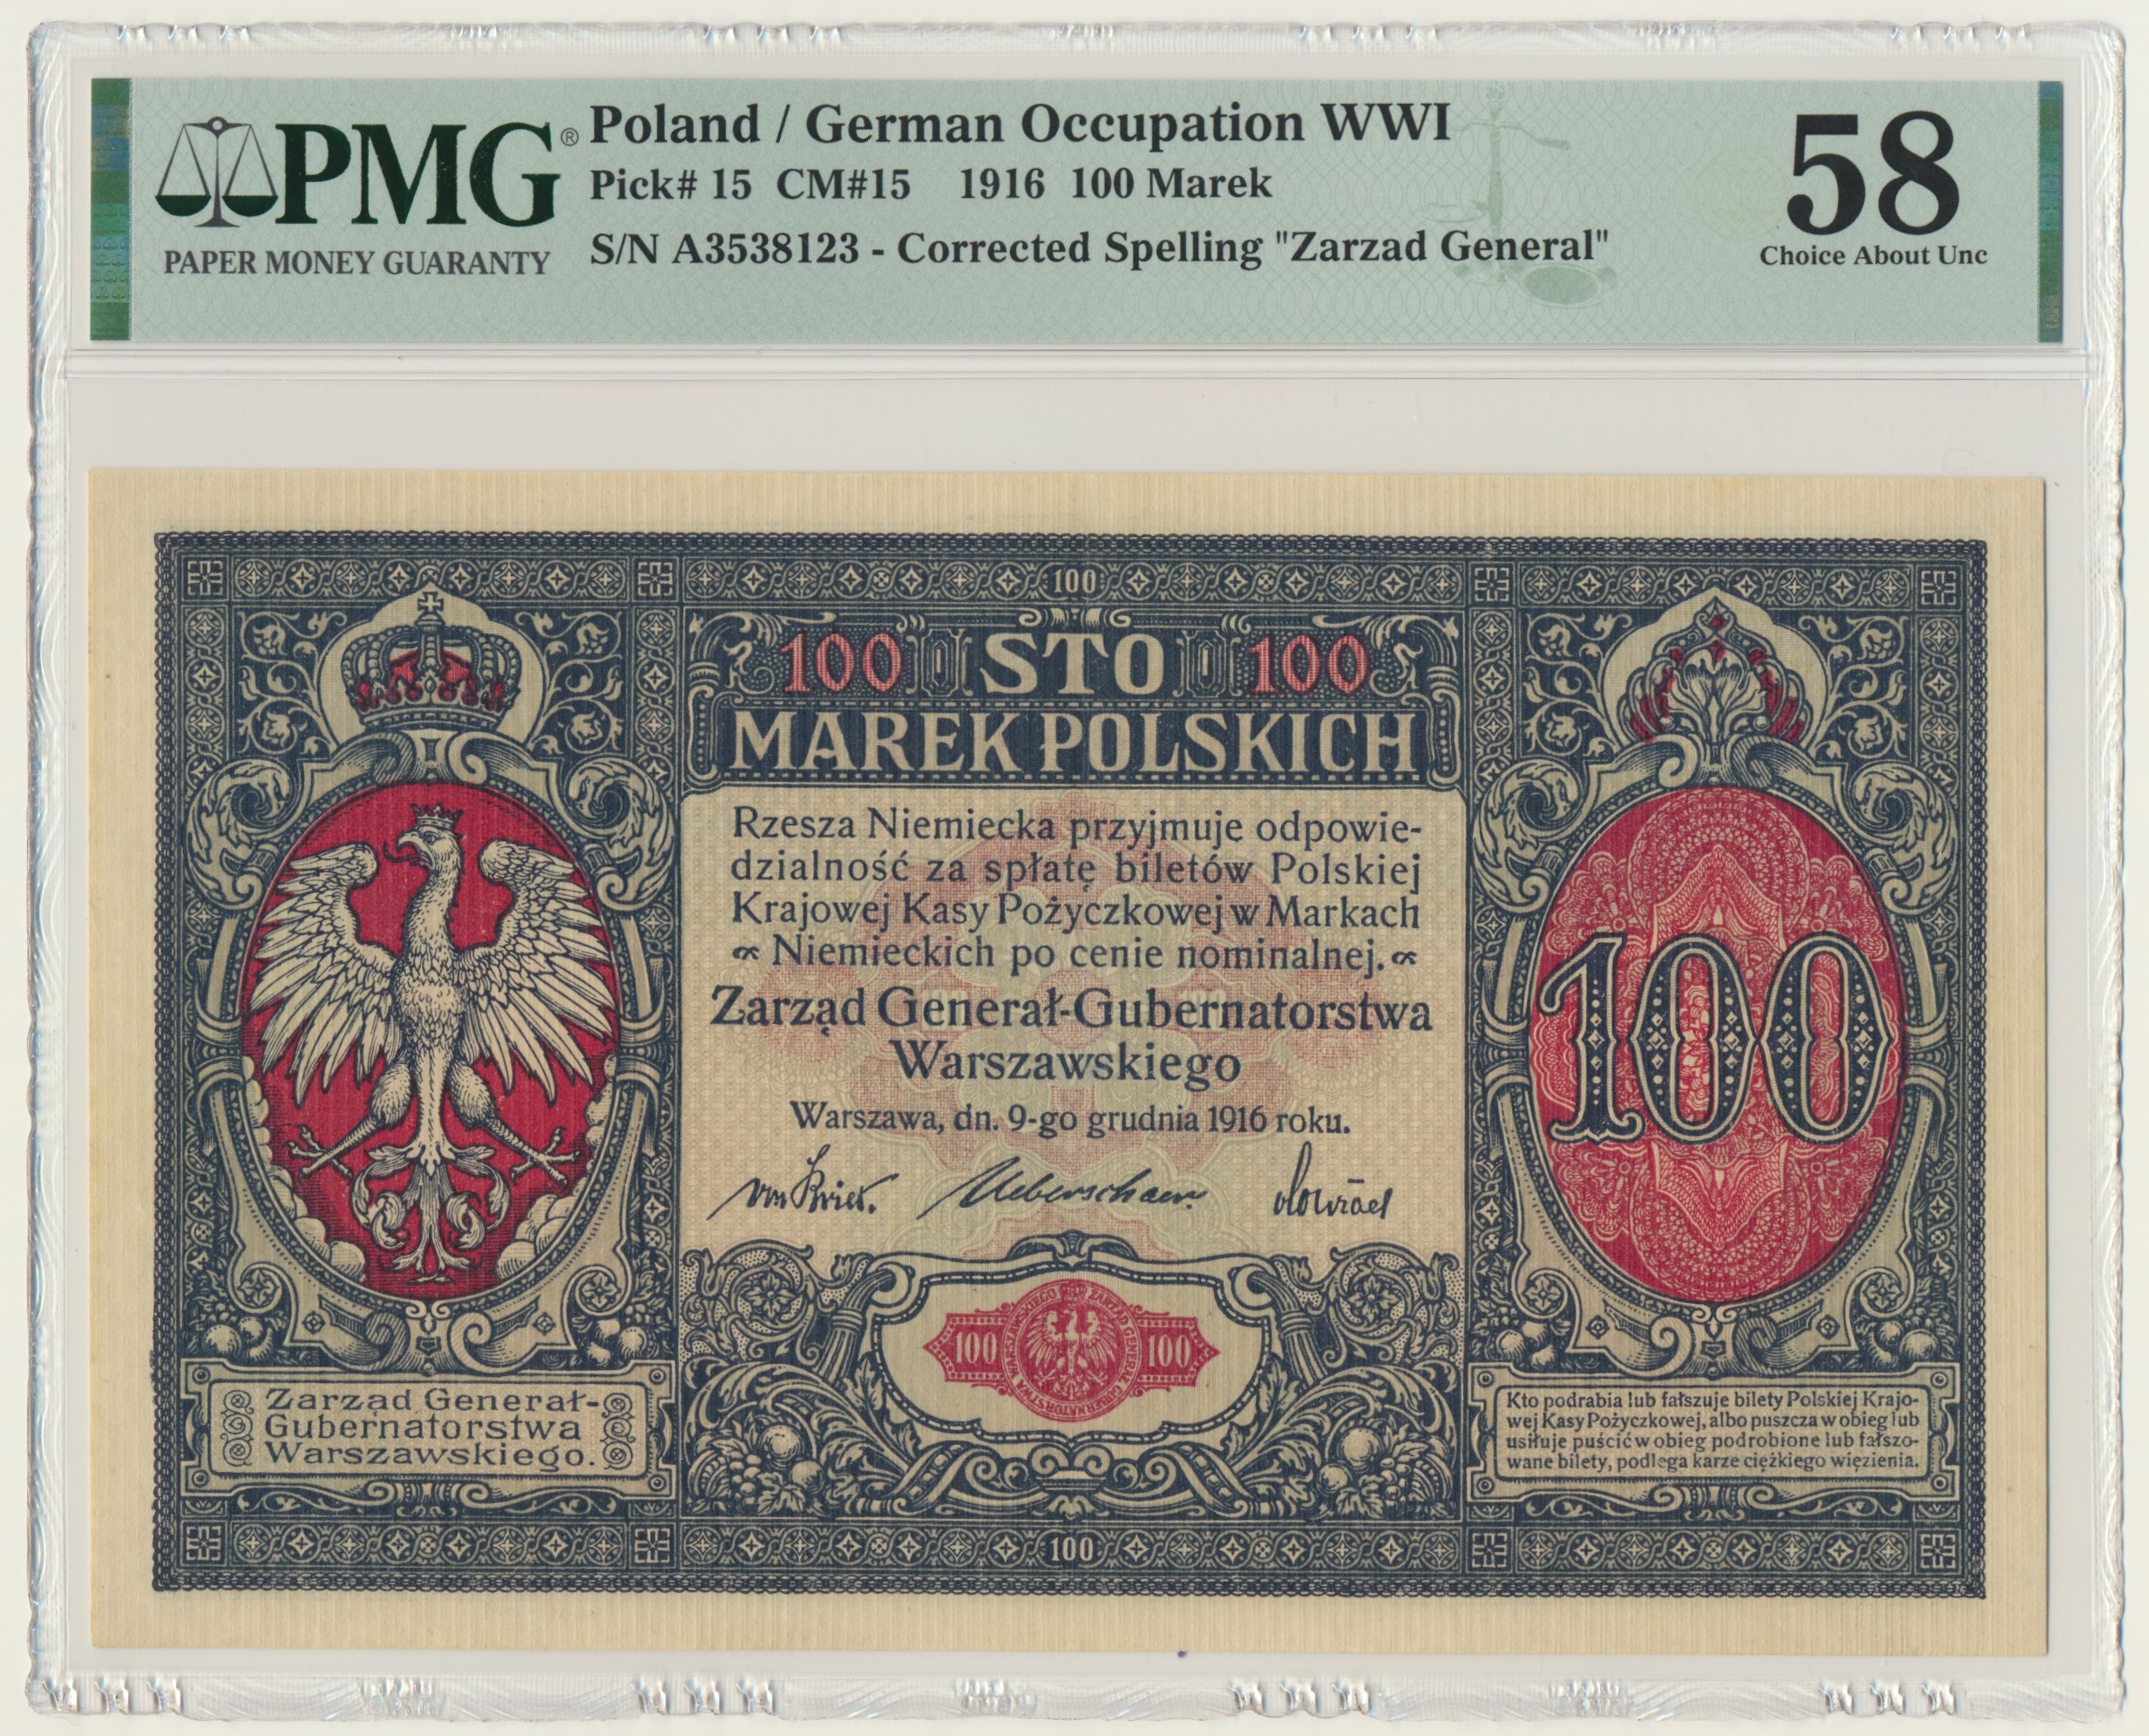 PMG®
PAPER MONEY GUARANTY
Poland / German Occupation WWI
Pick# 15 CM#15 1916 100 Marek
S/N A3538123 - Corrected Spelling "Zarzad General"
58
Choice About Unc
100
100 STO 100
MAREK POLSKICH
Rzesza Niemiecka przyjmuje odpowie-
dzialność za spłatę biletów Polskiej
Krajowej Kasy Pożyczkowej w Markach
Niemieckich po cenie nominalnej.
Zarząd Generał-Gubernatorstwa
Warszawskiego
Warszawa, dn. 9-go grudnia 1916 roku.
100
100 100
Zarząd Generał-
Gubernatorstwa
Warszawskiego.
Kto podrabia lub fałszuje bilety Polskiej Krajo-
wej Kasy Pożyczkowej, albo puszcza w obieg lub
usiłuje puścić w obieg podrobione lub fałszo-
wane bilety, podlega karze ciężkiego więzienia.
100